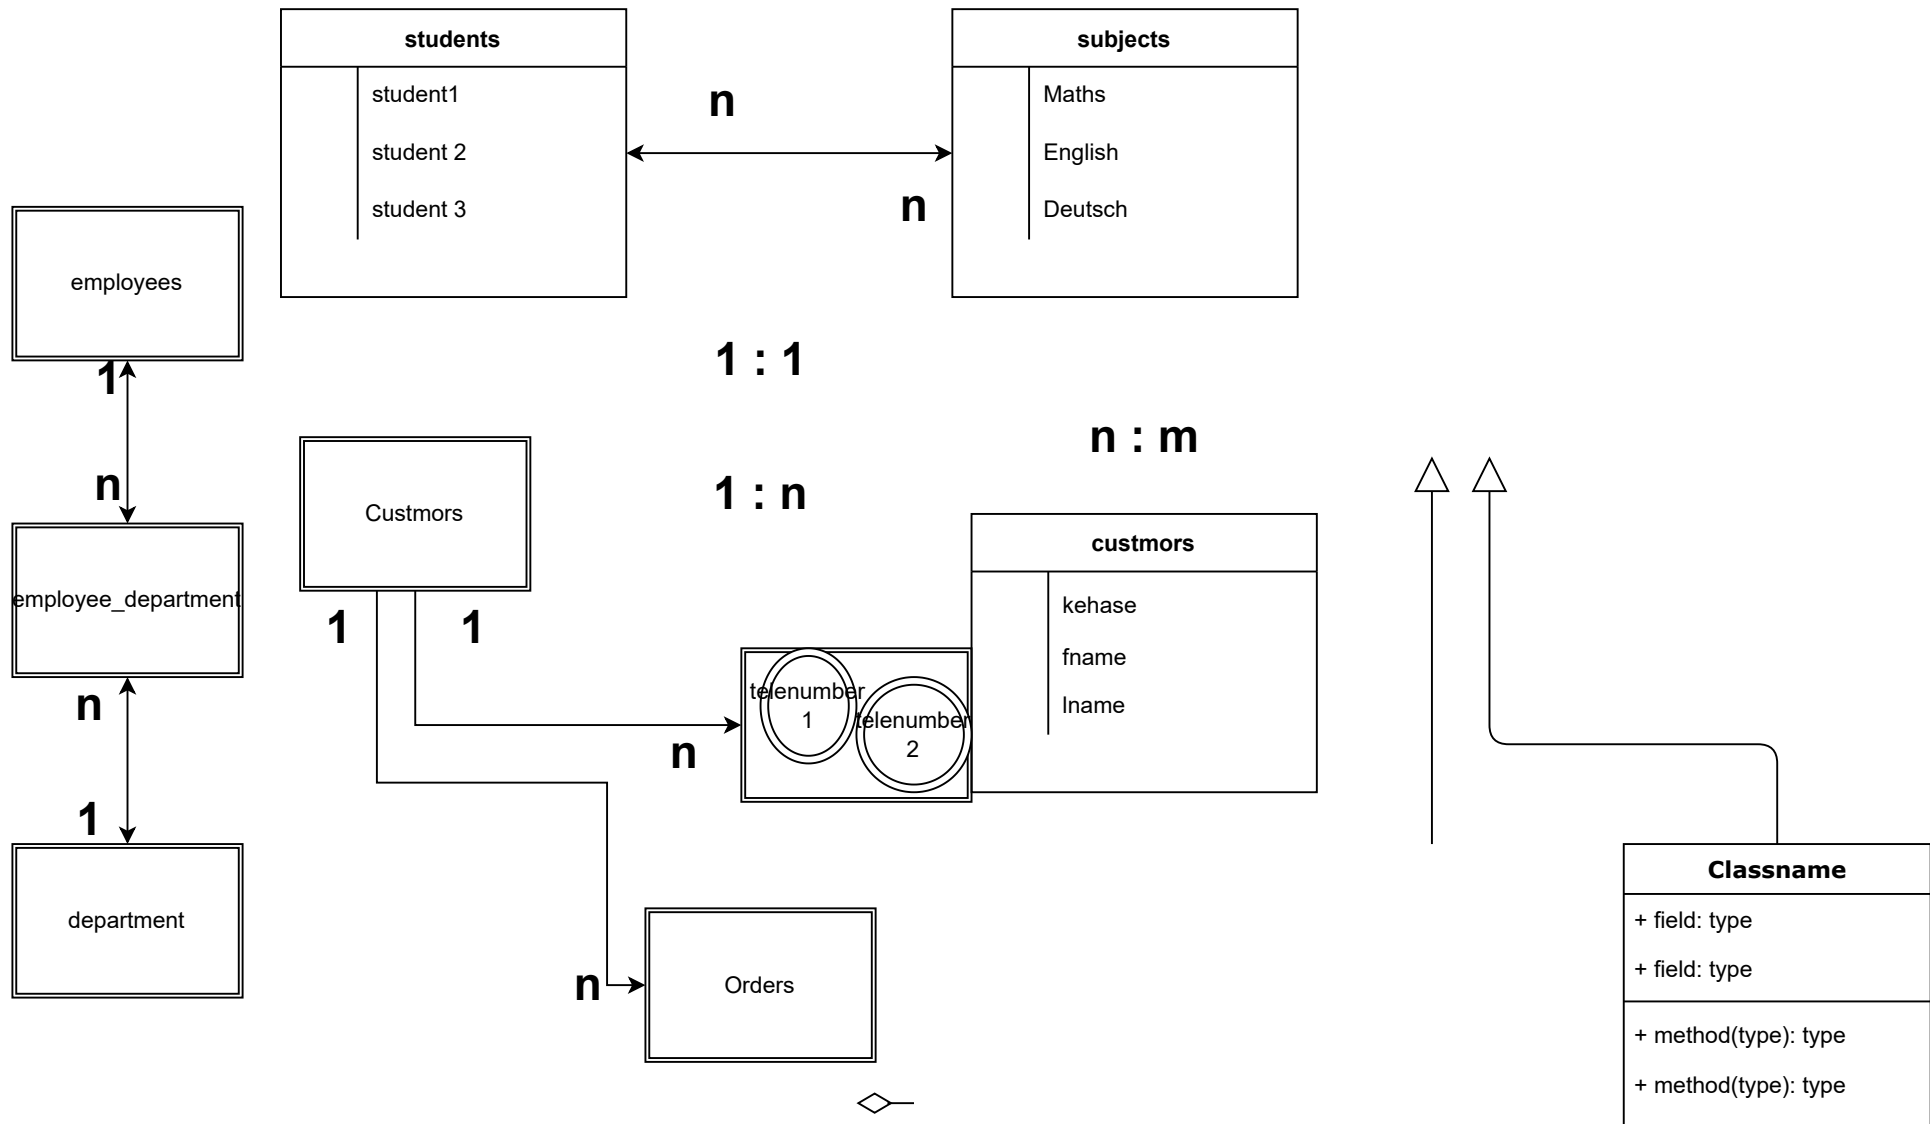 students
student1
student 2
student 3
n
n
subjects
Maths
English
Deutsch
employees
1
n
employee_department
n
1
department
1 : 1
n : m
1 : n
Custmors
1
1
n
telenumber
1
telenumber
2
custmors
kehase
fname
lname
n
Orders
Classname
+ field: type
+ field: type
+ method(type): type
+ method(type): type